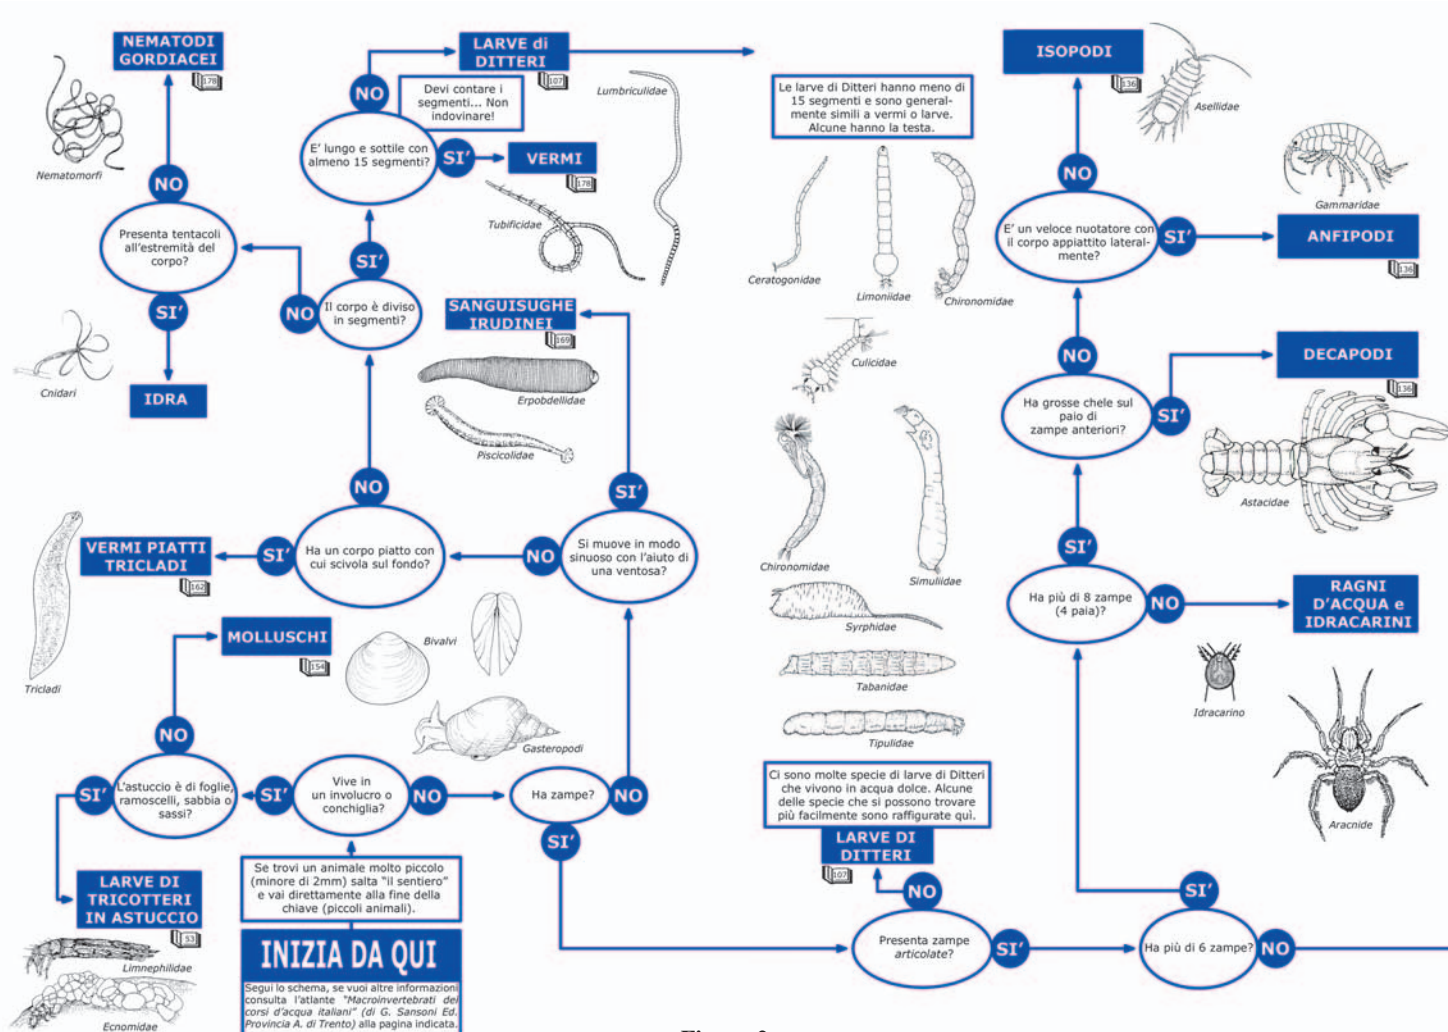 NEMATODI
GORDIACEI
178
Nematomorfi
NO
Presenta tentacoli
all'estremità del
corpo?
SI'
Cnidari
IDRA
LARVE di
DITTERI
107
NO
Devi contare i
segmenti... Non
indovinare!
E' lungo e sottile con
almeno 15 segmenti?
SI'
VERMI
178
Lumbriculidae
Tubificidae
SI'
NO
Il corpo è diviso
in segmenti?
SANGUISUGHE
IRUDINEI
169
Erpobdellidae
Piscicolidae
NO
SI'
VERMI PIATTI
TRICLADI
162
SI'
Ha un corpo piatto con
cui scivola sul fondo?
NO
Si muove in modo
sinuoso con l'aiuto di
una ventosa?
Tricladi
MOLLUSCHI
154
Bivalvi
Gasteropodi
NO
SI'
L'astuccio è di foglie,
ramoscelli, sabbia o
sassi?
SI'
Vive in
un involucro o
conchiglia?
NO
Ha zampe?
NO
SI'
LARVE DI
TRICOTTERI
IN ASTUCCIO
53
Limnephilidae
Ecnomidae
Se trovi un animale molto piccolo
(minore di 2mm) salta "il sentiero"
e vai direttamente alla fine della
chiave (piccoli animali).
INIZIA DA QUI
Segui lo schema, se vuoi altre informazioni
consulta l'atlante "Macroinvertebrati dei
corsi d'acqua italiani" (di G. Sansoni Ed.
Provincia A. di Trento) alla pagina indicata.
Le larve di Ditteri hanno meno di
15 segmenti e sono general-
mente simili a vermi o larve.
Alcune hanno la testa.
Ceratogonidae
Limoniidae
Chironomidae
Culicidae
Chironomidae
Simuliidae
Syrphidae
Tabanidae
Tipulidae
Ci sono molte specie di larve di Ditteri
che vivono in acqua dolce. Alcune
delle specie che si possono trovare
più facilmente sono raffigurate quì.
LARVE DI
DITTERI
107
NO
Presenta zampe
articolate?
SI'
Ha più di 6 zampe?
SI'
NO
ISOPODI
136
Asellidae
Gammaridae
NO
E' un veloce nuotatore con
il corpo appiattito lateral-
mente?
SI'
ANFIPODI
136
NO
DECAPODI
136
Ha grosse chele sul
paio di
zampe anteriori?
SI'
Astacidae
SI'
Ha più di 8 zampe
(4 paia)?
NO
RAGNI
D'ACQUA e
IDRACARINI
Idracarino
Aracnide